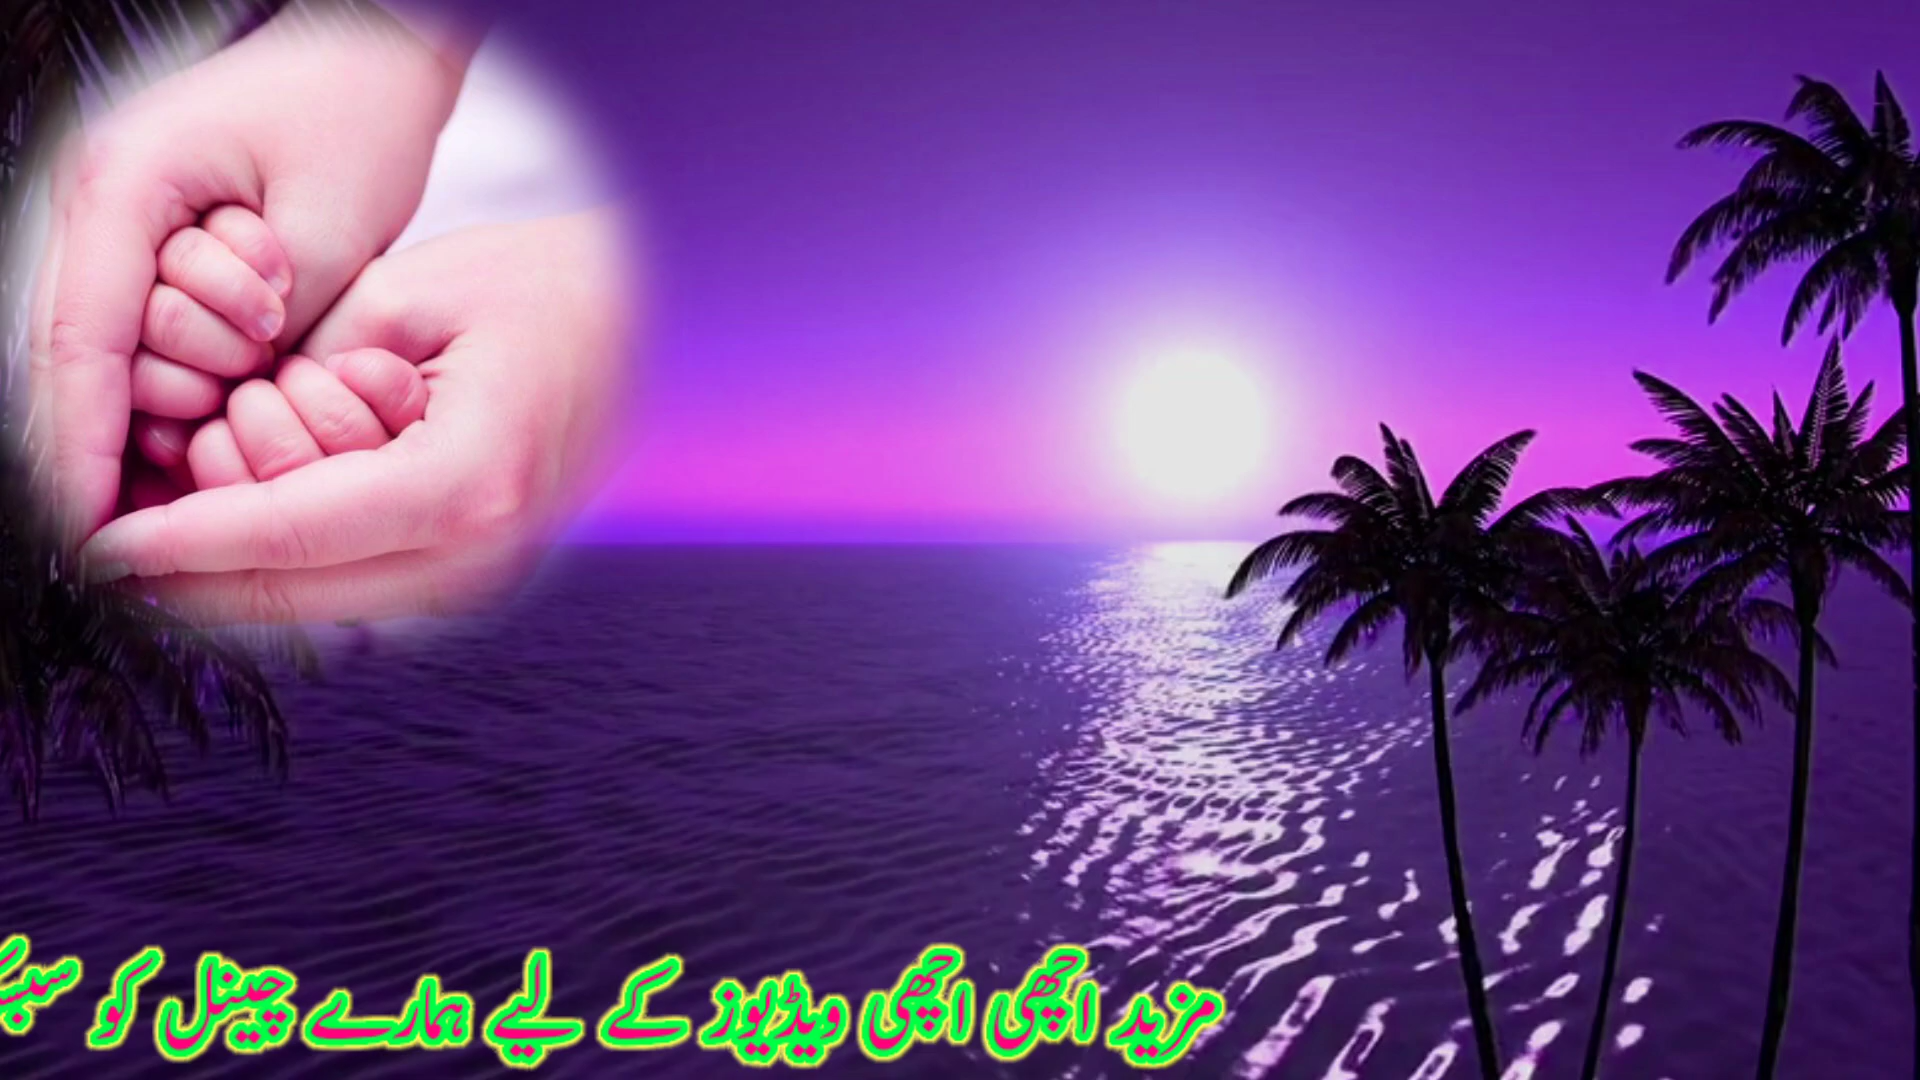 مزید اچھی اچھی ویڈیوز کے لیے ہمارے چینل کو